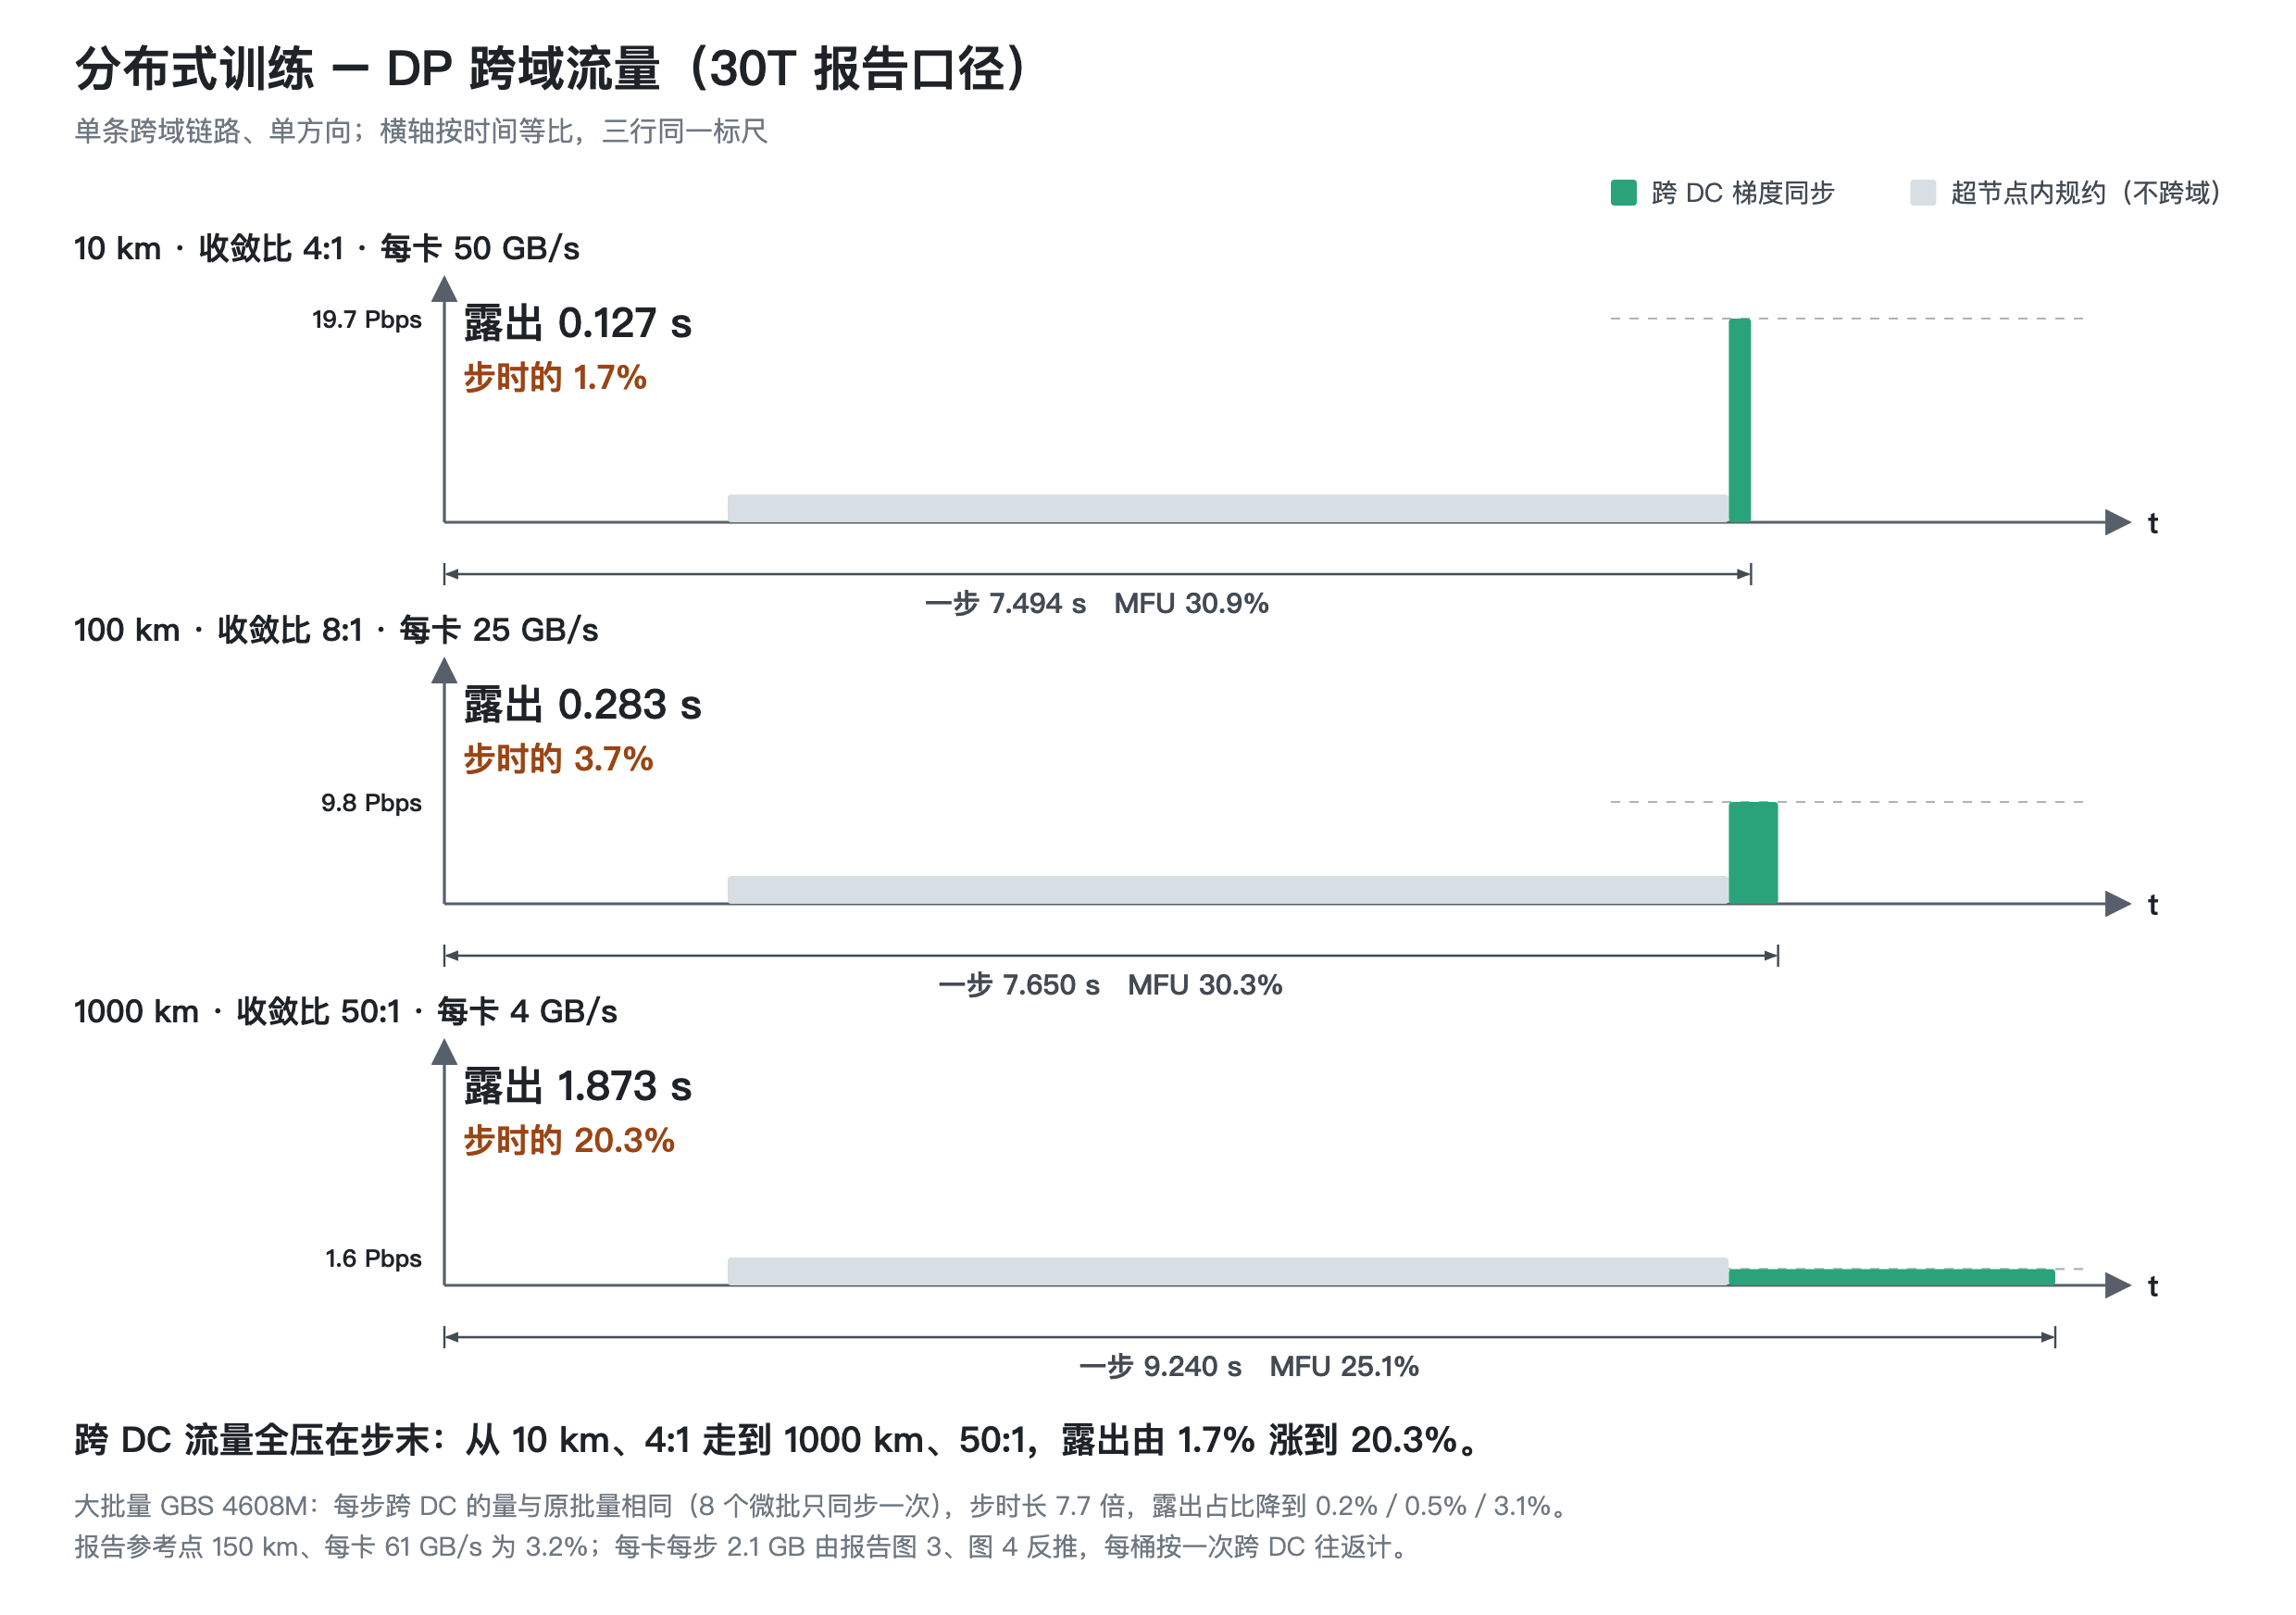 分布式训练 — DP 跨域流量（30T 报告口径）
单条跨域链路、单方向；横轴按时间等比，三行同一标尺
跨 DC 梯度同步
超节点内规约（不跨域）
10 km · 收敛比 4:1 · 每卡 50 GB/s
19.7 Pbps
露出 0.127 s
步时的 1.7%
t
一步 7.494 s MFU 30.9%
100 km · 收敛比 8:1 · 每卡 25 GB/s
露出 0.283 s
步时的 3.7%
9.8 Pbps
t
一步 7.650 s MFU 30.3%
1000 km · 收敛比 50:1 · 每卡 4 GB/s
露出 1.873 s
步时的 20.3%
1.6 Pbps
t
一步 9.240 s MFU 25.1%
跨 DC 流量全压在步末：从 10 km、4:1 走到 1000 km、50:1，露出由 1.7% 涨到 20.3%。
大批量 GBS 4608M：每步跨 DC 的量与原批量相同（8 个微批只同步一次），步时长 7.7 倍，露出占比降到 0.2% / 0.5% / 3.1%。
报告参考点 150 km、每卡 61 GB/s 为 3.2%；每卡每步 2.1 GB 由报告图 3、图 4 反推，每桶按一次跨 DC 往返计。